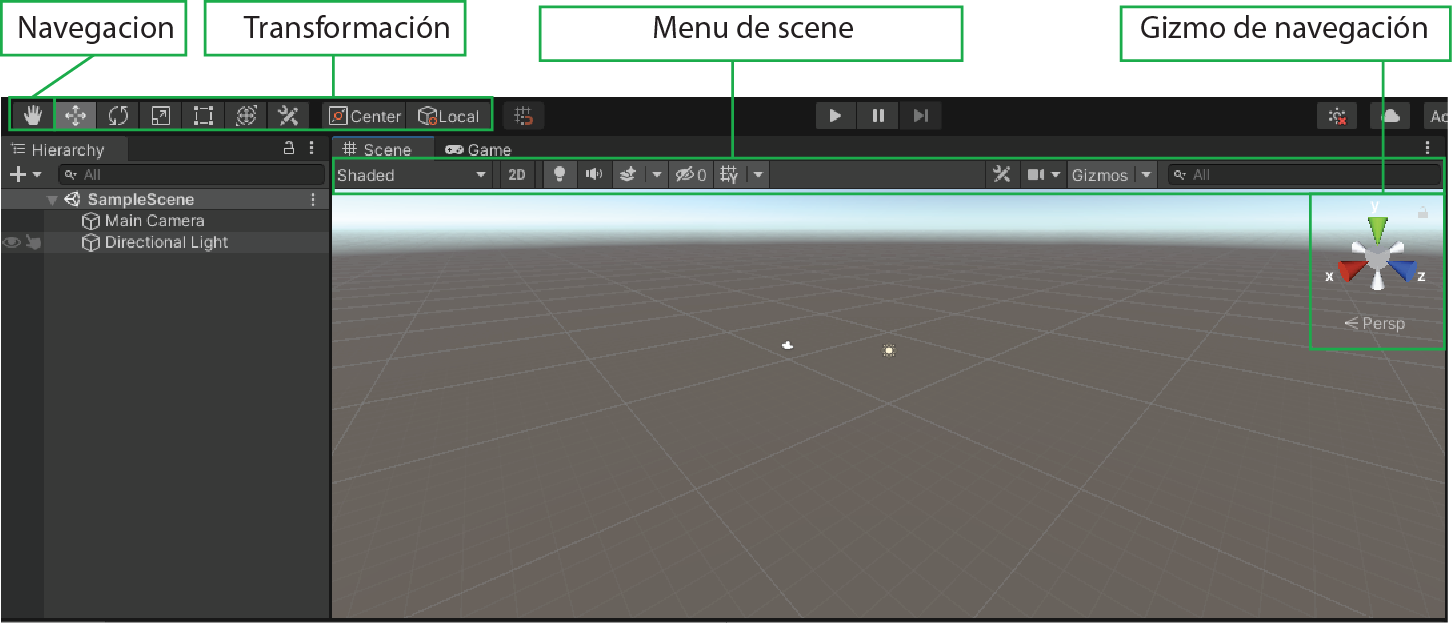 Navegacion
Transformación
Menu de scene
Gizmo de navegación
Center
Local
Ac
Hierarchy
Scene
Game
All
Shaded
2D
0
Gizmos
All
SampleScene
Main Camera
Directional Light
y
x
z
Persp